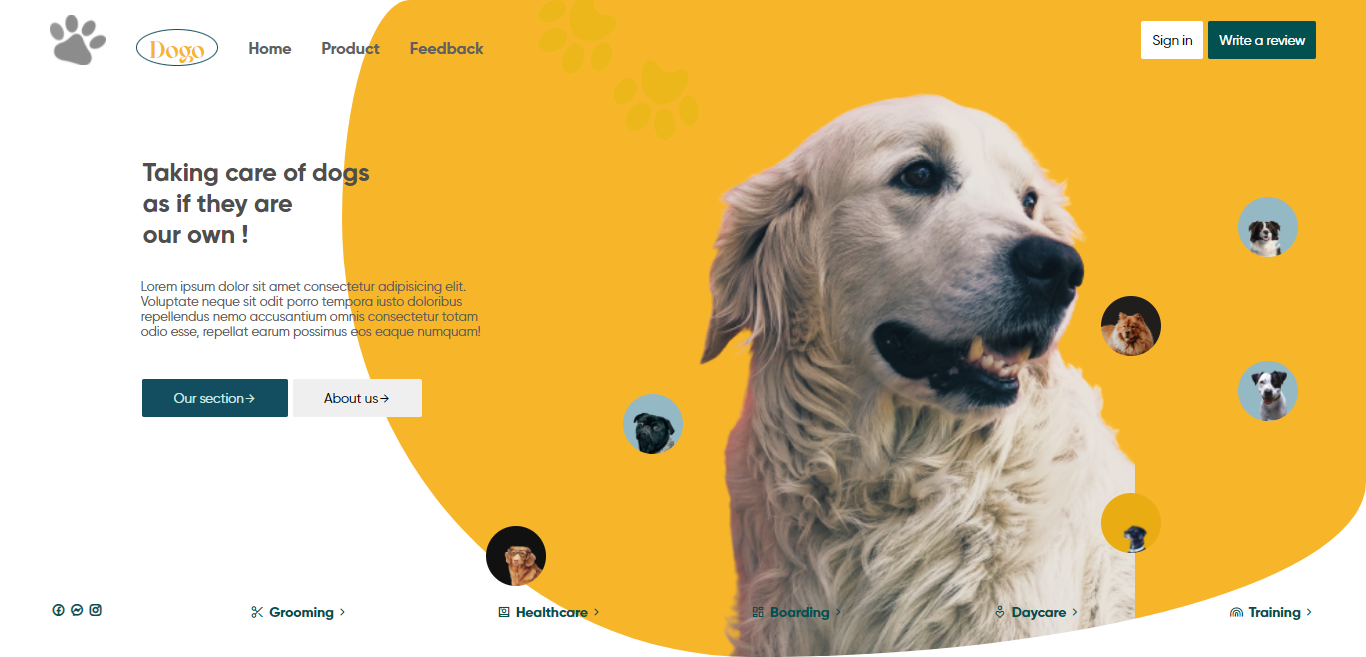 Dogo
Home
Product
Feedback
Sign in
Write a review
Taking care of dogs
as if they are
our own !
Lorem ipsum dolor sit amet consectetur adipisicing elit.
Voluptate neque sit odit porro tempora iusto doloribus
repellendus nemo accusantium omnis consectetur totam
odio esse, repellat earum possimus eos eaque numquam!
Our section→
About us→
Grooming
Healthcare
Boarding
Daycare
Training